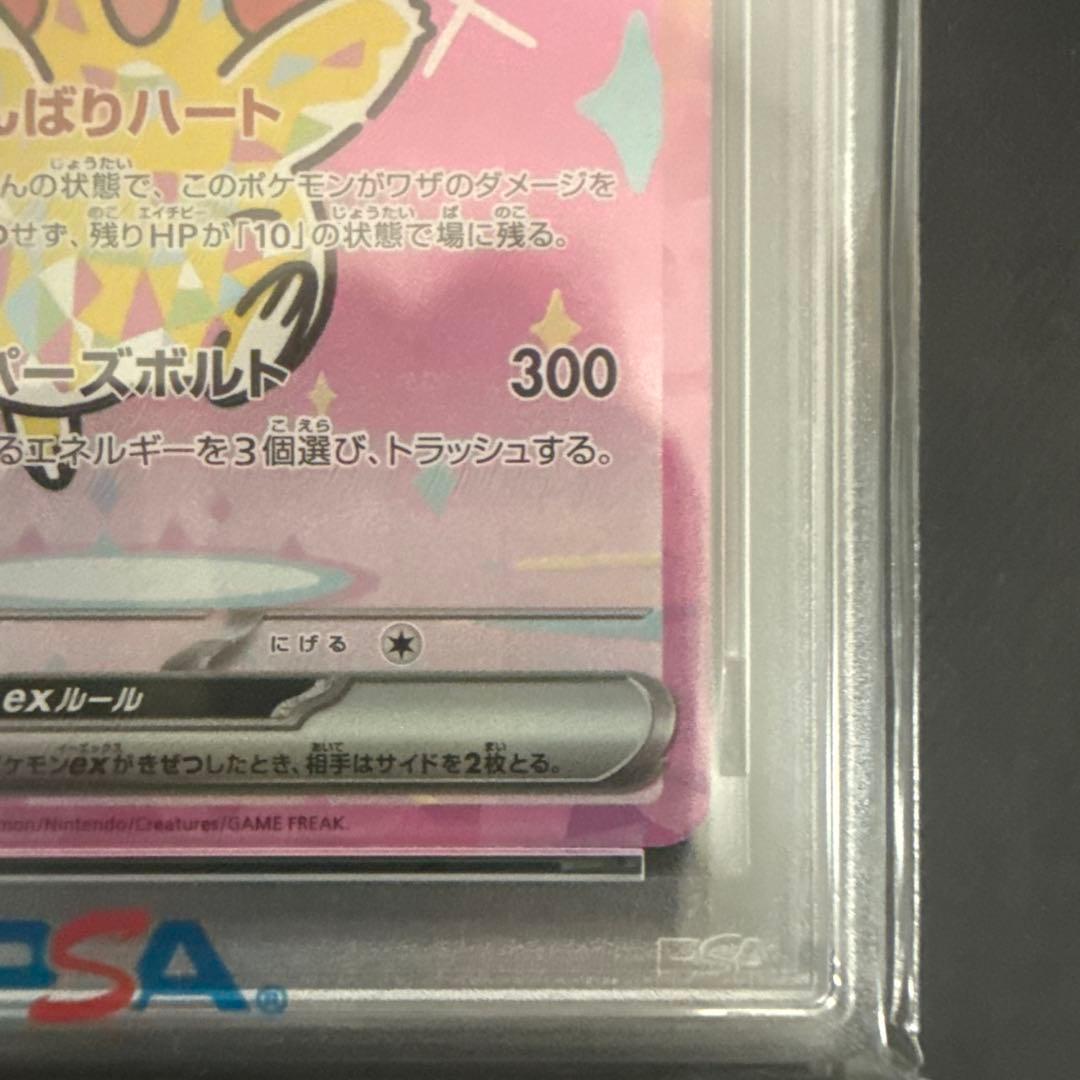 んばりハート
じょうたい
んの状態で、このポケモンがワザのダメージを
のこ エイチピー じょうたい ば のこ
つせず、残りHPが「10」の状態で場に残る。
パーズボルト 300
こ えら
るエネルギーを3個選び、トラッシュする。
にげる
exルール
イーエックス あいて まい
ケモンexがきぜつしたとき、相手はサイドを2枚とる。
mon/Nintendo/Creatures/GAME FREAK.
PSA®
PSA